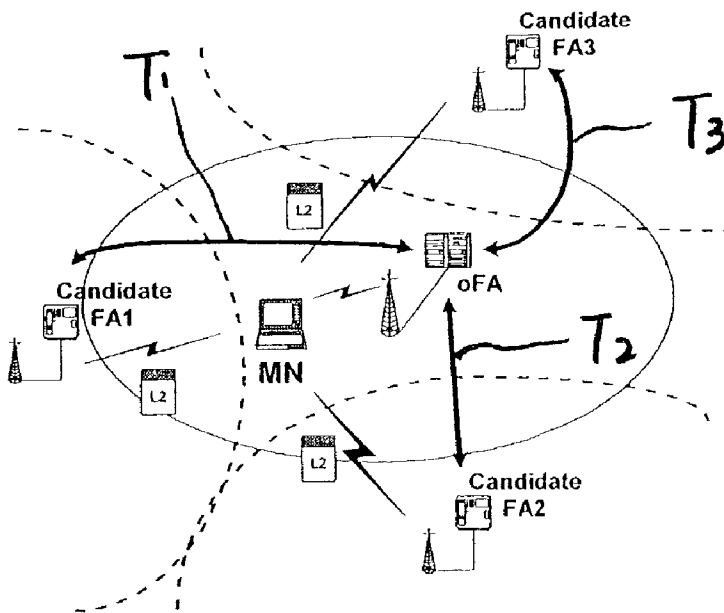 Candidate
FA3
T1
T3
L2
oFA
Candidate
FA1
MN
T2
L2
L2
Candidate
FA2